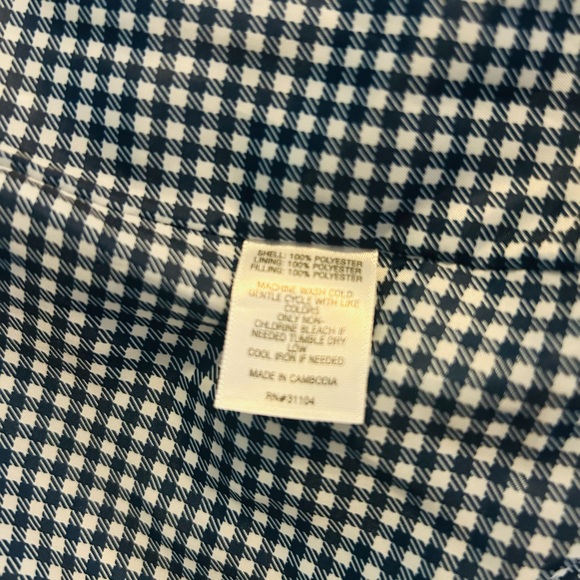 SHELL: 100% POLYESTER
LINING: 100% POLYESTER
FILLING: 100% POLYESTER
MACHINE WASH COLD
GENTLE CYCLE WITH LIKE
COLORS
ONLY NON-
CHLORINE BLEACH IF
NEEDED TUMBLE DRY
LOW
COOL IRON IF NEEDED
MADE IN CAMBODIA
RN#31104